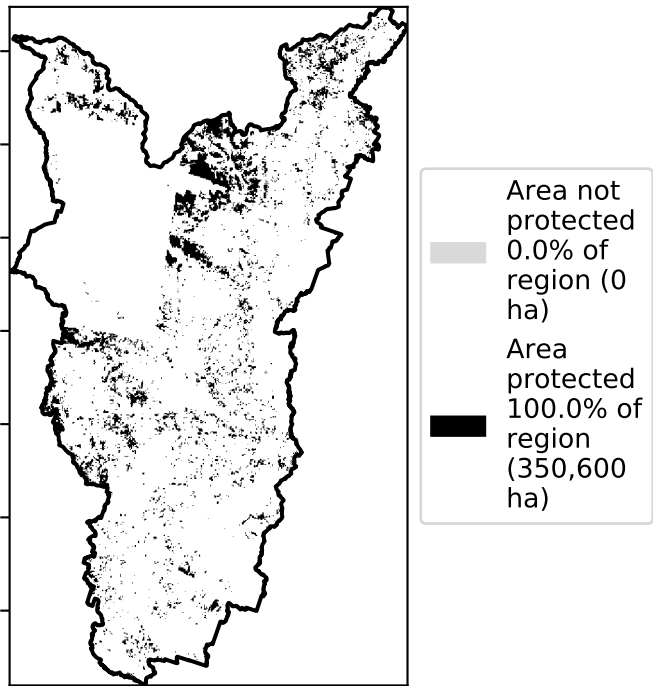 Area not
protected
0.0% of
region (0
ha)
Area
protected
100.0% of
region
(350,600
ha)